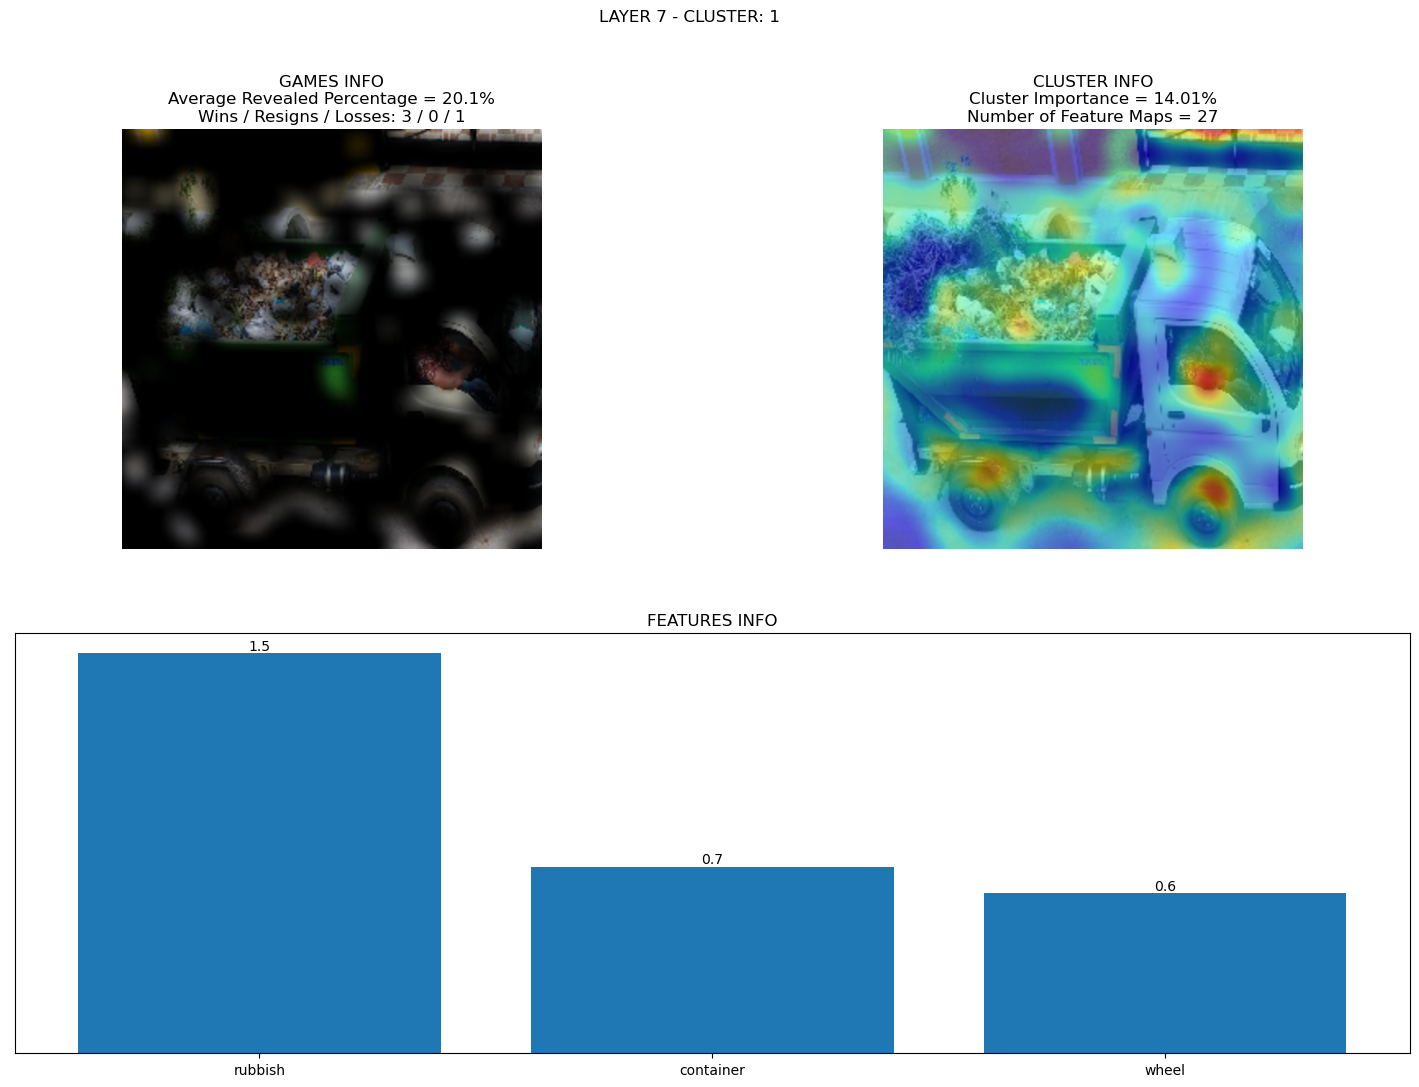 LAYER 7 - CLUSTER: 1
GAMES INFO
Average Revealed Percentage = 20.1%
Wins / Resigns / Losses: 3 / 0 / 1
CLUSTER INFO
Cluster Importance = 14.01%
Number of Feature Maps = 27
FEATURES INFO
1.5
0.7
0.6
rubbish
container
wheel